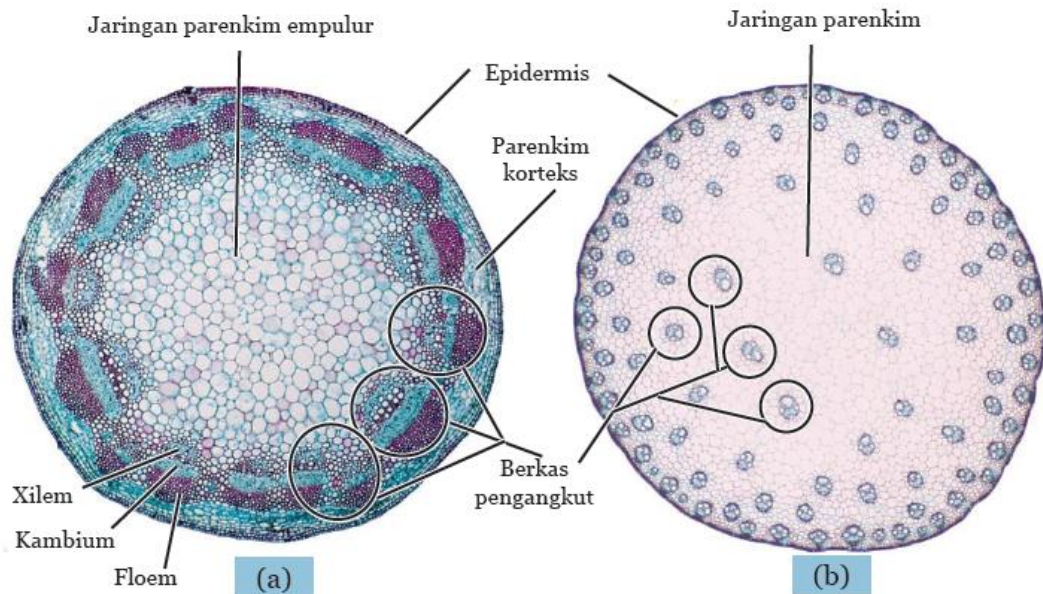 Jaringan parenkim empulur
Jaringan parenkim
Epidermis
Parenkim
korteks
Berkas
pengangkut
Xilem
Kambium
Floem
(a)
(b)